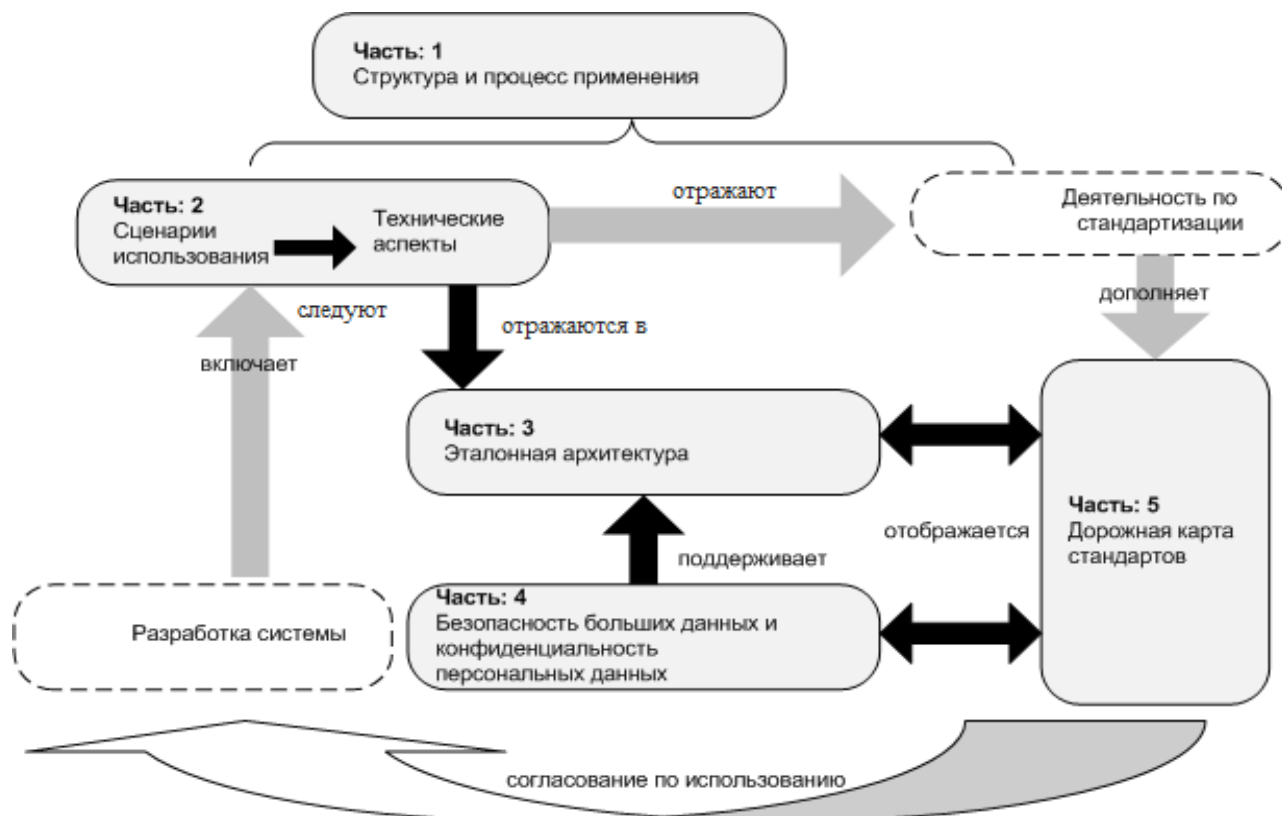 Часть: 1
Структура и процесс применения
Часть: 2
Сценарии
использования
Технические
аспекты
отражают
Деятельность по
стандартизации
следуют
отражаются в
дополняет
включает
Часть: 3
Эталонная архитектура
Часть: 5
Дорожная карта
стандартов
отображается
поддерживает
Часть: 4
Безопасность больших данных и
конфиденциальность
персональных данных
Разработка системы
согласование по использованию